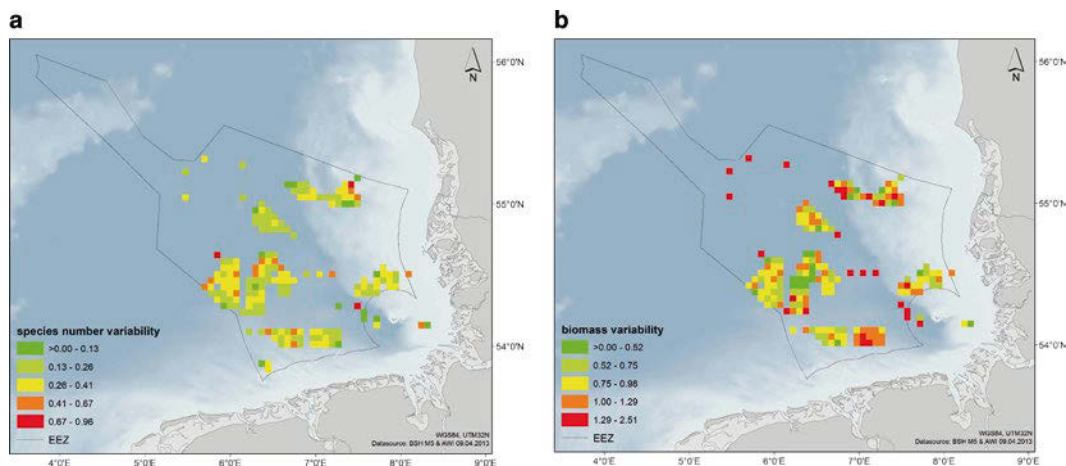 a
N
56°0'N
55°0'N
54°0'N
species number variability
>0.00 - 0.13
0.13 - 0.26
0.26 - 0.41
0.41 - 0.67
0.67 - 0.96
EEZ
WGS84, UTM32N
Datasource: BSH M5 & AWI 09.04.2013
4°0'E 5°0'E 6°0'E 7°0'E 8°0'E 9°0'E
b
N
56°0'N
55°0'N
54°0'N
biomass variability
>0.00 - 0.52
0.52 - 0.75
0.75 - 0.98
1.00 - 1.29
1.29 - 2.51
EEZ
WGS84, UTM32N
Datasource: BSH M5 & AWI 09.04.2013
4°0'E 5°0'E 6°0'E 7°0'E 8°0'E 9°0'E